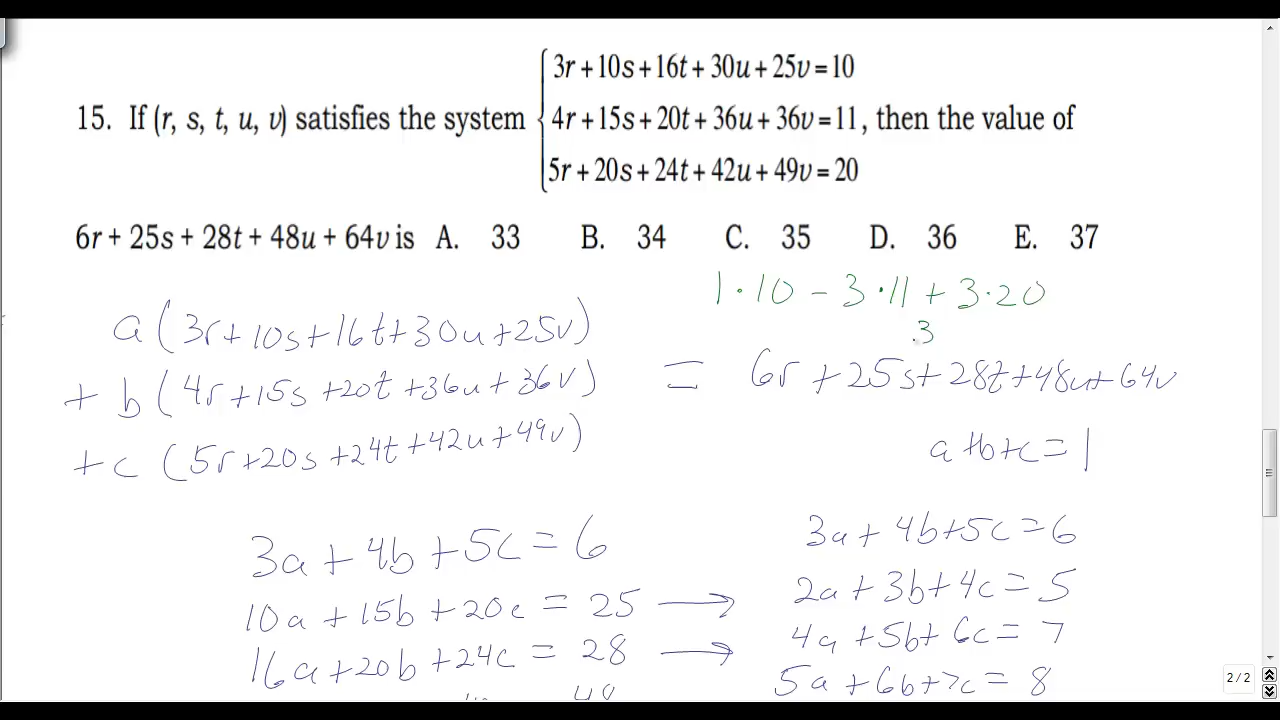 3r + 10s + 16t + 30u + 25v = 10
15. If (r, s, t, u, v) satisfies the system { 4r + 15s + 20t + 36u + 36v = 11, then the value of
5r + 20s + 24t + 42u + 49v = 20
6r + 25s + 28t + 48u + 64v is A. 33 B. 34 C. 35 D. 36 E. 37
1 · 10 - 3 · 11 + 3 · 20
.3
a (3r + 10s + 16t + 30u + 25v)
+ b (4r + 15s + 20t + 36u + 36v) = 6r + 25s + 28t + 48u + 64v
+ c (5r + 20s + 24t + 42u + 49v)
a + b + c = 1
3a + 4b + 5c = 6
10a + 15b + 20c = 25 →
16a + 20b + 24c = 28 →
3a + 4b + 5c = 6
2a + 3b + 4c = 5
4a + 5b + 6c = 7
5a + 6b + 7c = 8
2 / 2